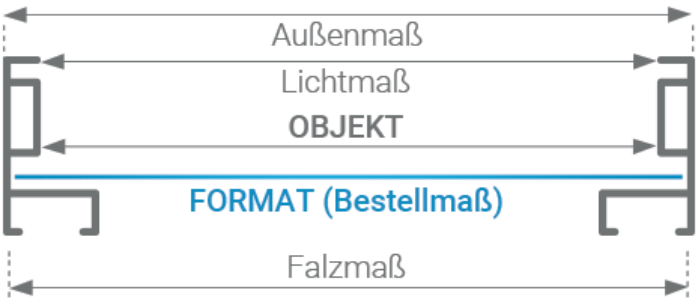 Außenmaß
Lichtmaß
OBJEKT
FORMAT (Bestellmaß)
Falzmaß